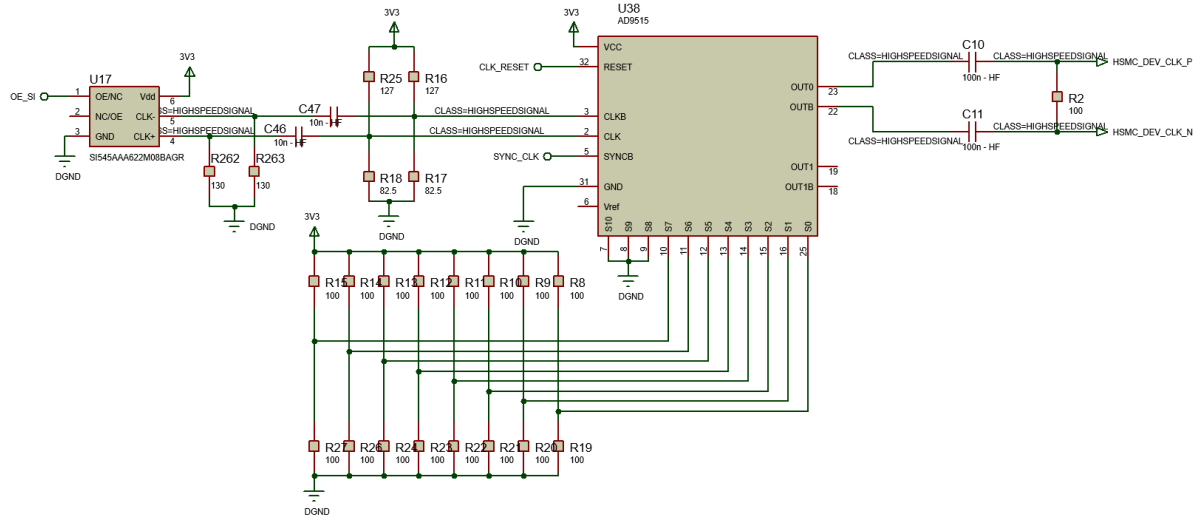 U38
AD9515
3V3
VCC
CLK_RESET
32
RESET
3
CLKB
2
CLK
SYNC_CLK
5
SYNCB
31
GND
6
Vref
DGND
OUT0
23
OUTB
22
OUT1
19
OUT1B
18
S10
S9
S8
S7
S6
S5
S4
S3
S2
S1
S0
7
8
9
10
11
12
13
14
15
16
25
DGND
CLASS=HIGHSPEEDSIGNAL
C10
100n - HF
CLASS=HIGHSPEEDSIGNAL
HSMC_DEV_CLK_P
R2
100
CLASS=HIGHSPEEDSIGNAL
C11
100n - HF
CLASS=HIGHSPEEDSIGNAL
HSMC_DEV_CLK_N
3V3
U17
OE_SI
1
OE/NC
2
NC/OE
3
GND
Vdd
6
CLK-
5
CLK+
4
SI545AAA622M08BAGR
DGND
SS=HIGHSPEEDSIGNAL
C47
10n - HF
CLASS=HIGHSPEEDSIGNAL
SS=HIGHSPEEDSIGNAL
C46
10n - HF
CLASS=HIGHSPEEDSIGNAL
R262
130
R263
130
DGND
3V3
R25
127
R16
127
R18
82.5
R17
82.5
DGND
3V3
R15
100
R14
100
R13
100
R12
100
R11
100
R10
100
R9
100
R8
100
R27
100
R26
100
R24
100
R23
100
R22
100
R21
100
R20
100
R19
100
DGND